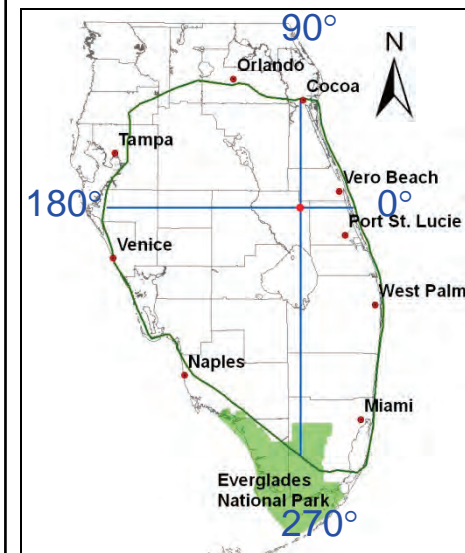 90°
N
Orlando
Cocoa
Tampa
Vero Beach
180°
0°
Port St. Lucie
Venice
West Palm
Naples
Miami
Everglades
National Park
270°